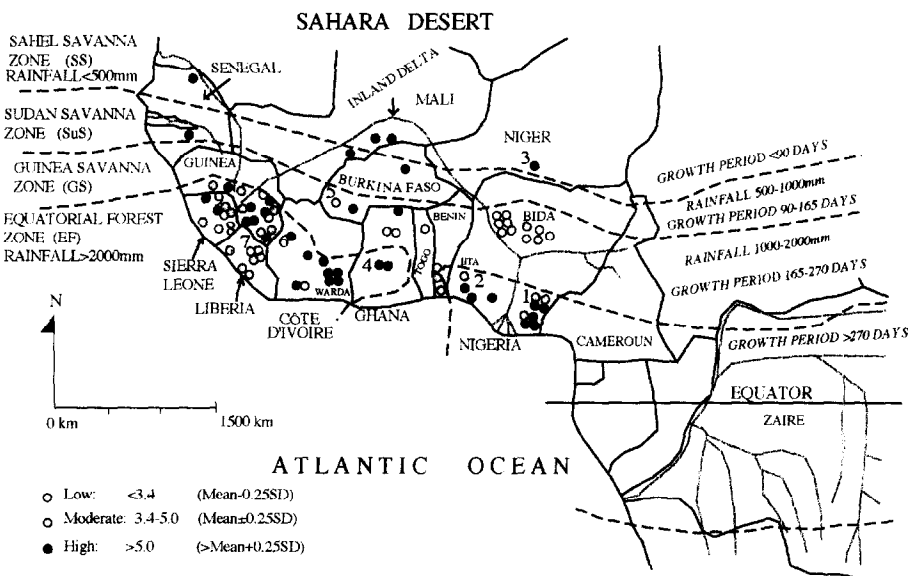 SAHARA DESERT
SAHEL SAVANNA
ZONE (SS)
RAINFALL<500mm
SENEGAL
INLAND DELTA
MALI
SUDAN SAVANNA
ZONE (SuS)
NIGER
3
GROWTH PERIOD <90 DAYS
GUINEA
RAINFALL 500-1000mm
GUINEA SAVANNA
ZONE (GS)
BURKINA FASO
GROWTH PERIOD 90-165 DAYS
5
BENIN
BIDA
EQUATORIAL FOREST
ZONE (EF)
RAINFALL>2000mm
RAINFALL 1000-2000mm
7
TOGO
IITA
GROWTH PERIOD 165-270 DAYS
SIERRA
LEONE
4
2
1
WARDA
LIBERIA
CÔTE
D'IVOIRE
GHANA
NIGERIA
CAMEROUN
GROWTH PERIOD >270 DAYS
N
EQUATOR
0 km
1500 km
ZAIRE
ATLANTIC OCEAN
Low: <3.4 (Mean-0.25SD)
Moderate: 3.4-5.0 (Mean±0.25SD)
High: >5.0 (>Mean+0.25SD)